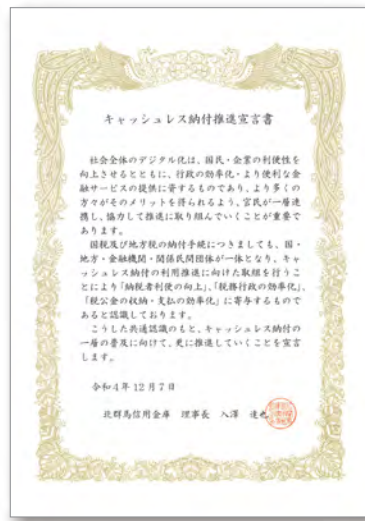 キャッシュレス納付推進宣言書
社会全体のデジタル化は、国民・企業の利便性を
向上させるとともに、行政の効率化・より便利な金
融サービスの提供に資するものであり、より多くの
方々がそのメリットを得られるよう、官民が一層連
携し、協力して推進に取り組んでいくことが重要で
あります。
国税及び地方税の納付手続につきましても、国・
地方・金融機関・関係民間団体が一体となり、キャ
ッシュレス納付の利用推進に向けた取組を行うこ
とにより「納税者利便の向上」、「税務行政の効率化」、
「税公金の収納・支払の効率化」に寄与するもので
あると認識しております。
こうした共通認識のもと、キャッシュレス納付の
一層の普及に向けて、更に推進していくことを宣言
します。
令和4年12月7日
北群馬信用金庫 理事長 入澤 達也